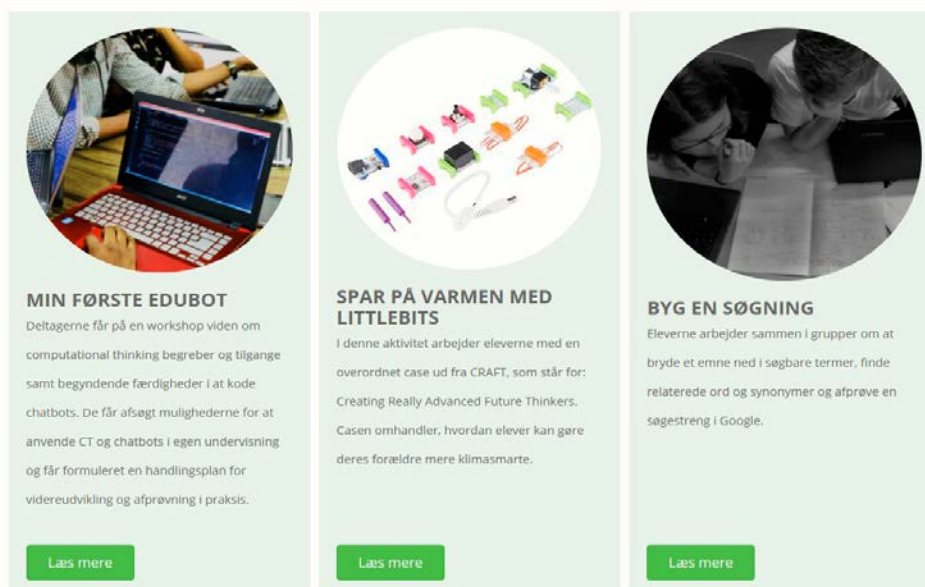 MIN FØRSTE EDUBOT
Deltagerne får på en workshop viden om
computational thinking begreber og tilgange
samt begyndende færdigheder i at kode
chatbots. De får afsøgt mulighederne for at
anvende CT og chatbots i egen undervisning
og får formuleret en handlingsplan for
videreudvikling og afprøvning i praksis.
Læs mere
SPAR PÅ VARMEN MED
LITTLEBITS
I denne aktivitet arbejder eleverne med en
overordnet case ud fra CRAFT, som står for:
Creating Really Advanced Future Thinkers.
Casen omhandler, hvordan elever kan gøre
deres forældre mere klimasmarte.
Læs mere
BYG EN SØGNING
Eleverne arbejder sammen i grupper om at
bryde et emne ned i søgbare termer, finde
relaterede ord og synonymer og afprøve en
søgestreng i Google.
Læs mere